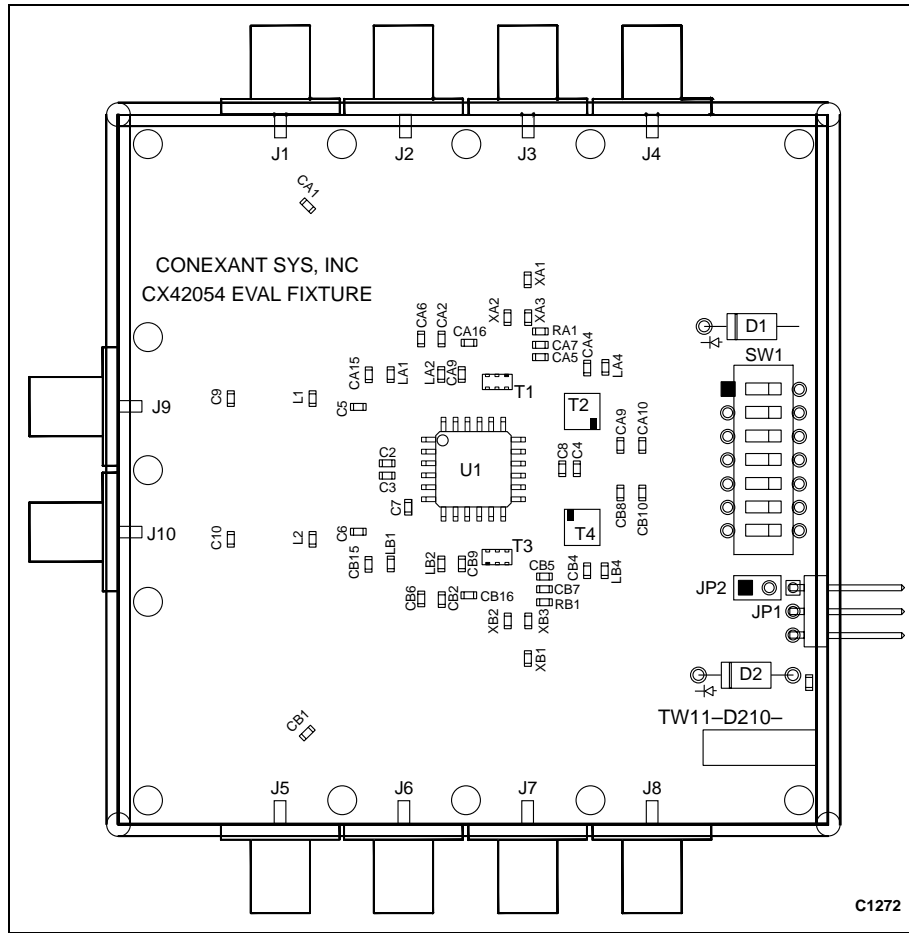 J1
J2
J3
J4
CA1
CONEXANT SYS, INC
CX42054 EVAL FIXTURE
XA1
XA2
XA3
CA6
CA2
CA16
RA1
CA7
CA5
CA4
LA4
D1
SW1
CA15
LA1
LA2
CA9
T1
J9
C9
L1
C5
T2
CA9
CA10
U1
C2
C3
C8
C4
C7
CB8
CB10
J10
C10
L2
C6
T4
CB15
LB1
LB2
CB9
T3
CB5
CB4
LB4
CB7
RB1
CB6
CB2
CB16
XB2
XB3
XB1
JP2
JP1
D2
CB1
TW11–D210–
J5
J6
J7
J8
C1272